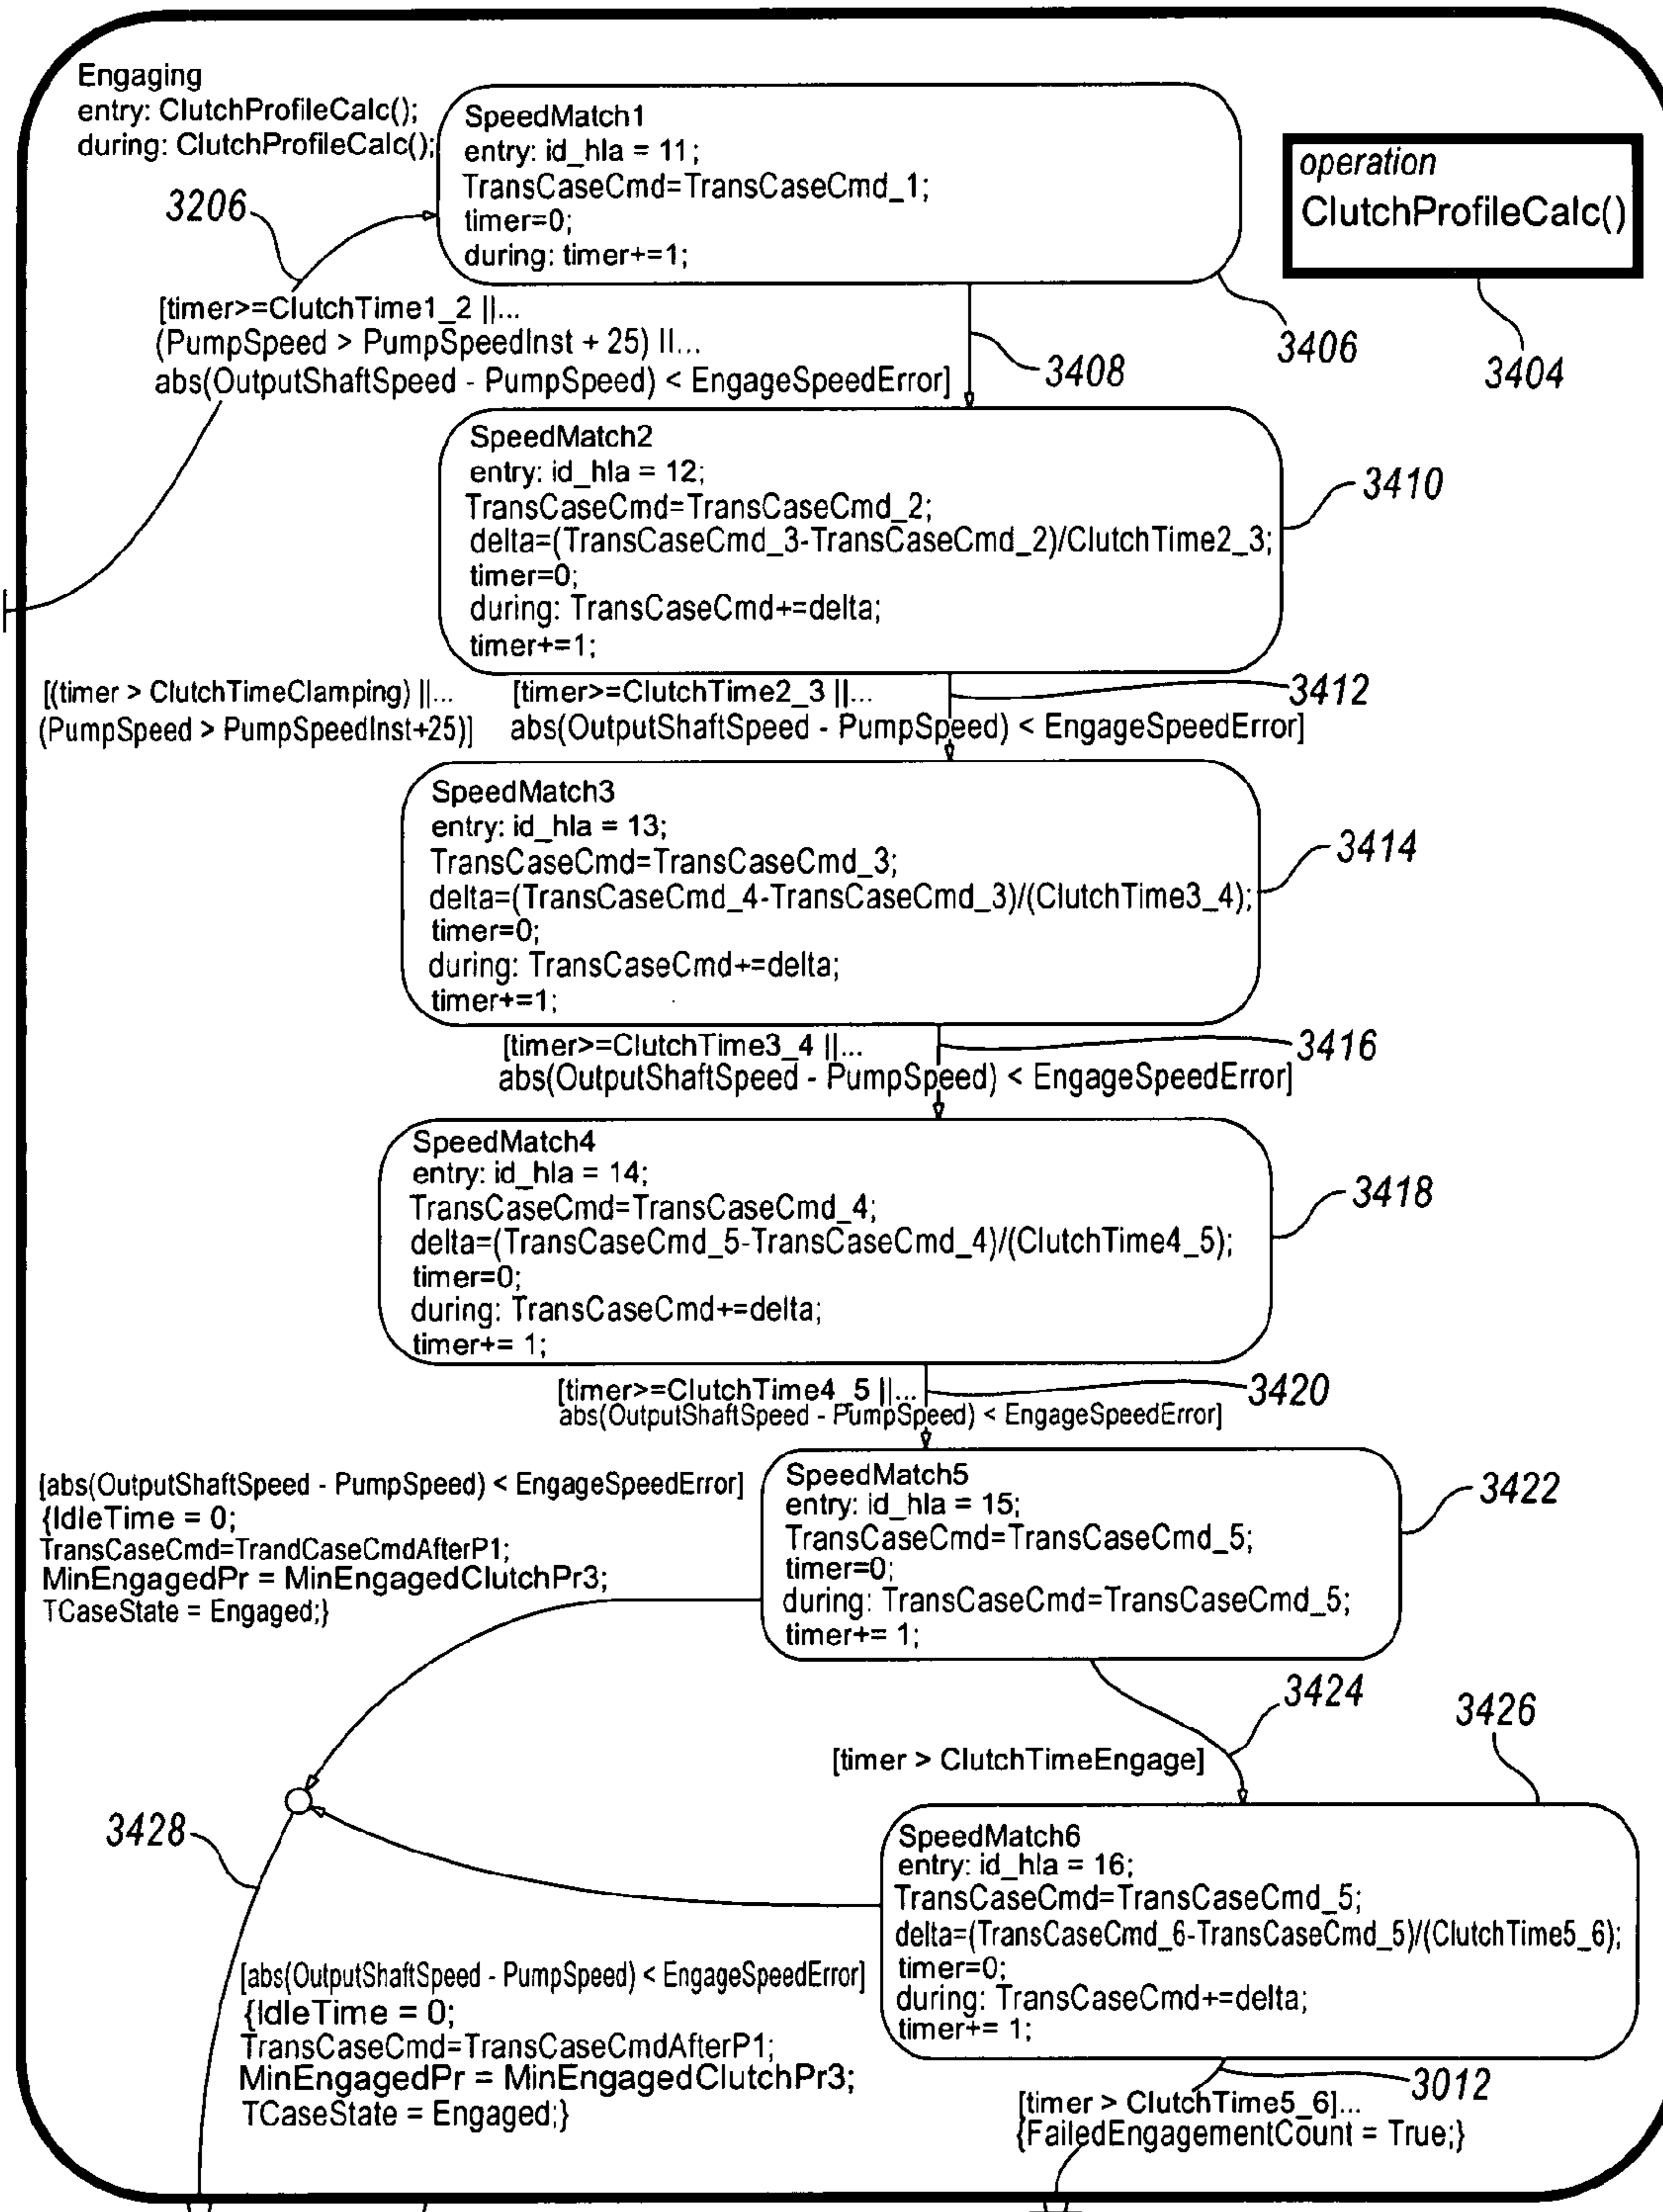 Engaging
entry: ClutchProfileCalc();
during: ClutchProfileCalc();
SpeedMatch1
entry: id_hla = 11;
TransCaseCmd=TransCaseCmd_1;
timer=0;
during: timer+=1;
operation
ClutchProfileCalc()
3206
3406
3404
[timer>=ClutchTime1_2 ||...
(PumpSpeed > PumpSpeedInst + 25) ||...
abs(OutputShaftSpeed - PumpSpeed) < EngageSpeedError]
3408
SpeedMatch2
entry: id_hla = 12;
TransCaseCmd=TransCaseCmd_2;
delta=(TransCaseCmd_3-TransCaseCmd_2)/ClutchTime2_3;
timer=0;
during: TransCaseCmd+=delta;
timer+=1;
3410
[(timer > ClutchTimeClamping) ||...
(PumpSpeed > PumpSpeedInst+25)]
[timer>=ClutchTime2_3 ||...
abs(OutputShaftSpeed - PumpSpeed) < EngageSpeedError]
3412
SpeedMatch3
entry: id_hla = 13;
TransCaseCmd=TransCaseCmd_3;
delta=(TransCaseCmd_4-TransCaseCmd_3)/(ClutchTime3_4);
timer=0;
during: TransCaseCmd+=delta;
timer+=1;
3414
[timer>=ClutchTime3_4 ||...
abs(OutputShaftSpeed - PumpSpeed) < EngageSpeedError]
3416
SpeedMatch4
entry: id_hla = 14;
TransCaseCmd=TransCaseCmd_4;
delta=(TransCaseCmd_5-TransCaseCmd_4)/(ClutchTime4_5);
timer=0;
during: TransCaseCmd+=delta;
timer+= 1;
3418
[timer>=ClutchTime4_5 ||...
abs(OutputShaftSpeed - PumpSpeed) < EngageSpeedError]
3420
[abs(OutputShaftSpeed - PumpSpeed) < EngageSpeedError]
{IdleTime = 0;
TransCaseCmd=TrandCaseCmdAfterP1;
MinEngagedPr = MinEngagedClutchPr3;
TCaseState = Engaged;}
SpeedMatch5
entry: id_hla = 15;
TransCaseCmd=TransCaseCmd_5;
timer=0;
during: TransCaseCmd=TransCaseCmd_5;
timer+= 1;
3422
3424
[timer > ClutchTimeEngage]
3426
3428
SpeedMatch6
entry: id_hla = 16;
TransCaseCmd=TransCaseCmd_5;
delta=(TransCaseCmd_6-TransCaseCmd_5)/(ClutchTime5_6);
timer=0;
during: TransCaseCmd+=delta;
timer+= 1;
[abs(OutputShaftSpeed - PumpSpeed) < EngageSpeedError]
{IdleTime = 0;
TransCaseCmd=TransCaseCmdAfterP1;
MinEngagedPr = MinEngagedClutchPr3;
TCaseState = Engaged;}
3012
[timer > ClutchTime5_6]...
{FailedEngagementCount = True;}